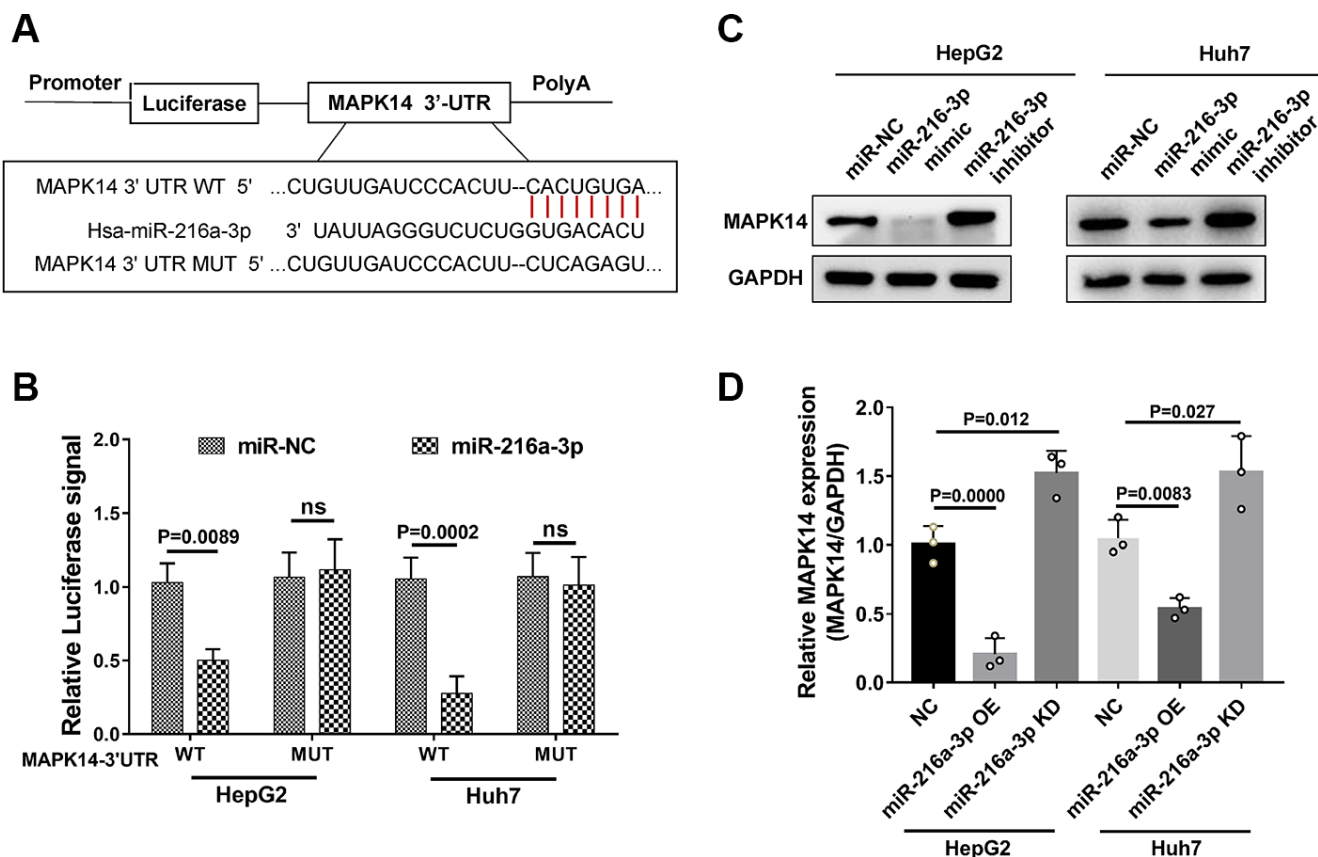 A
Promoter
Luciferase
MAPK14 3'-UTR
PolyA
MAPK14 3' UTR WT 5' ...CUGUUGAUCCCACUU--CACUGUGA...
Hsa-miR-216a-3p 3' UAUUAGGGUCUCUGGUGACACU
MAPK14 3' UTR MUT 5' ...CUGUUGAUCCCACUU--CUCAGAGU...
B
Relative Luciferase signal
2.0
1.5
1.0
0.5
0.0
miR-NC
miR-216a-3p
P=0.0089
ns
P=0.0002
ns
MAPK14-3'UTR
WT
MUT
WT
MUT
HepG2
Huh7
C
HepG2
Huh7
miR-NC
miR-216-3p
mimic
miR-216-3p
inhibitor
miR-NC
miR-216-3p
mimic
miR-216-3p
inhibitor
MAPK14
GAPDH
D
Relative MAPK14 expression
(MAPK14/GAPDH)
2.0
1.5
1.0
0.5
0.0
P=0.012
P=0.0000
P=0.027
P=0.0083
NC
miR-216a-3p OE
miR-216a-3p KD
NC
miR-216a-3p OE
miR-216a-3p KD
HepG2
Huh7